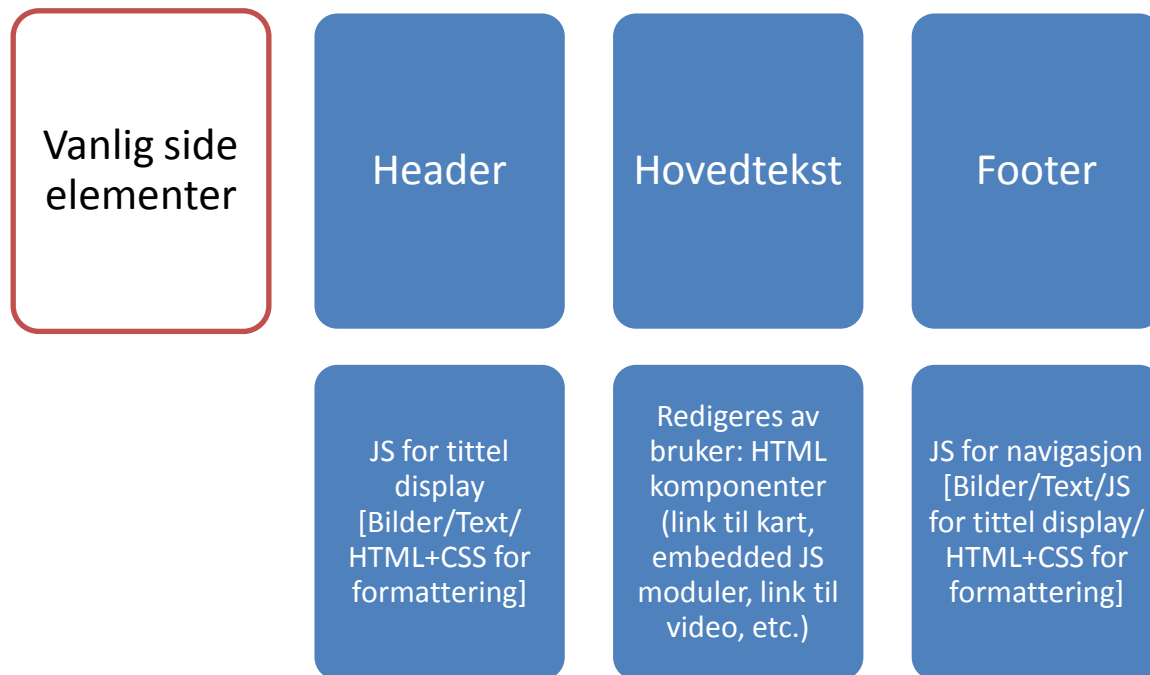 Vanlig side
elementer
Header
Hovedtekst
Footer
JS for tittel
display
[Bilder/Text/
HTML+CSS for
formattering]
Redigeres av
bruker: HTML
komponenter
(link til kart,
embedded JS
moduler, link til
video, etc.)
JS for navigasjon
[Bilder/Text/JS
for tittel display/
HTML+CSS for
formattering]